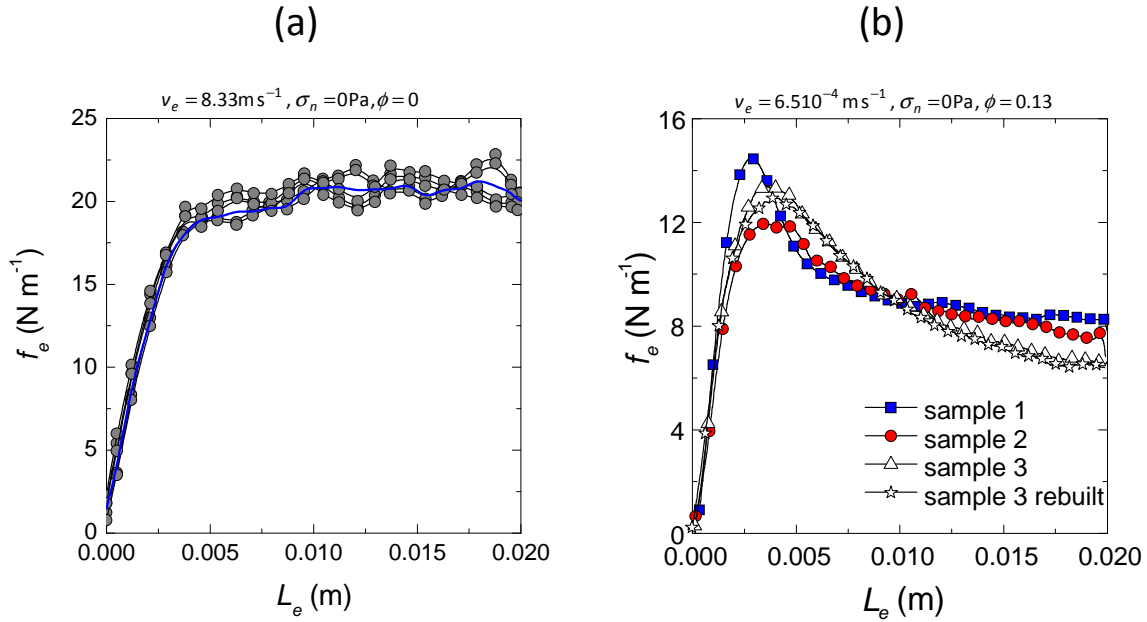 (a)
(b)
v_e = 8.33m s⁻¹ , σ_n =0Pa,ϕ=0
v_e = 6.510⁻⁴ m s⁻¹ , σ_n =0Pa, ϕ = 0.13
25
20
15
10
5
0
f_e (N m⁻¹)
0.000 0.005 0.010 0.015 0.020
L_e (m)
16
12
8
4
0
f_e (N m⁻¹)
sample 1
sample 2
sample 3
sample 3 rebuilt
0.000 0.005 0.010 0.015 0.020
L_e (m)